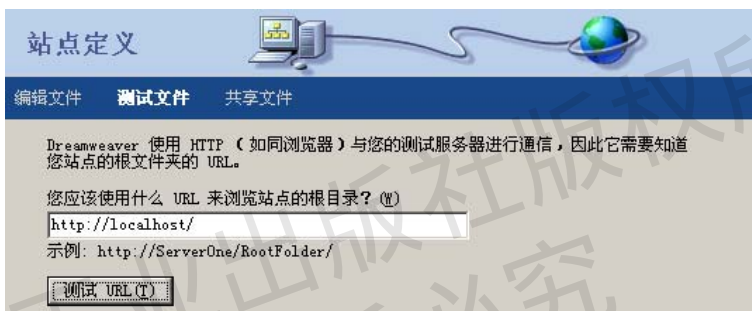 站点定义
编辑文件 测试文件 共享文件
Dreamweaver 使用 HTTP ( 如同浏览器 ) 与您的测试服务器进行通信，因此它需要知道
您站点的根文件夹的 URL。
您应该使用什么 URL 来浏览站点的根目录? (W)
http://localhost/
示例: http://ServerOne/RootFolder/
测试 URL(T)